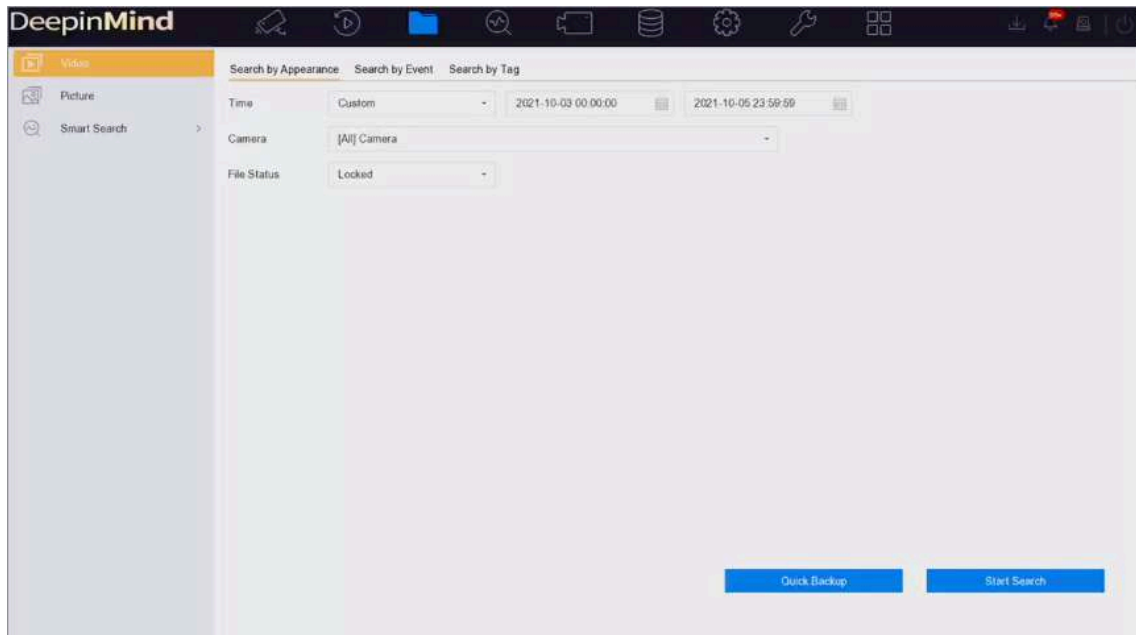 DeepinMind
Video
Picture
Smart Search
Search by Appearance Search by Event Search by Tag
Time Custom 2021-10-03 00:00:00 2021-10-05 23:59:59
Camera [All] Camera
File Status Locked
Quick Backup Start Search